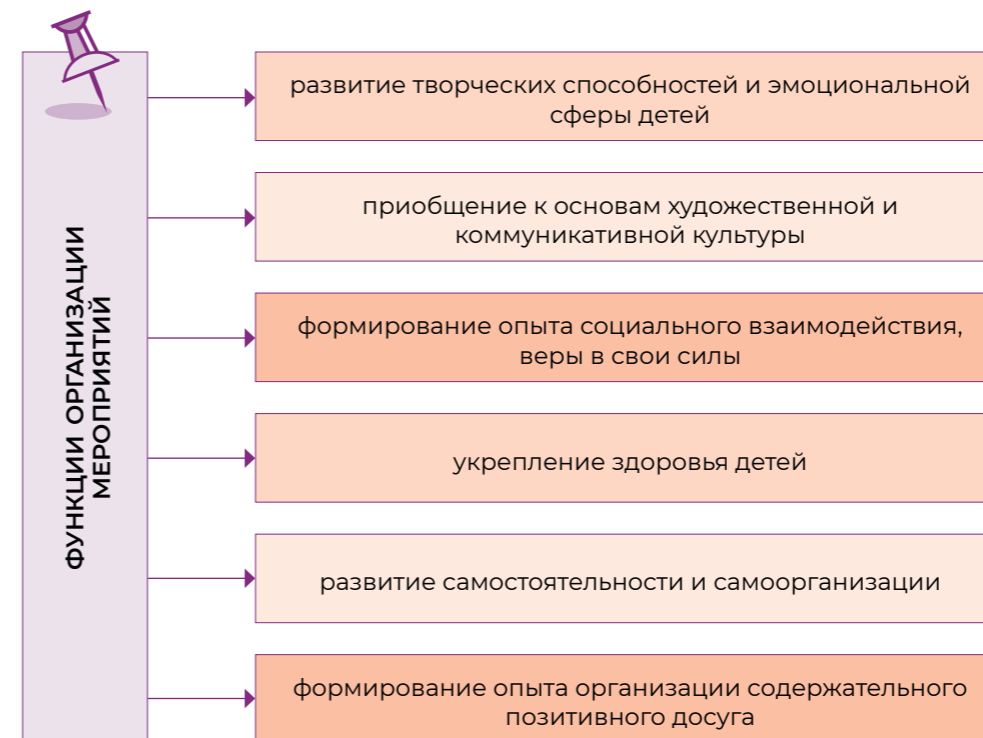 ФУНКЦИИ ОРГАНИЗАЦИИ
МЕРОПРИЯТИЙ
развитие творческих способностей и эмоциональной
сферы детей
приобщение к основам художественной и
коммуникативной культуры
формирование опыта социального взаимодействия,
веры в свои силы
укрепление здоровья детей
развитие самостоятельности и самоорганизации
формирование опыта организации содержательного
позитивного досуга